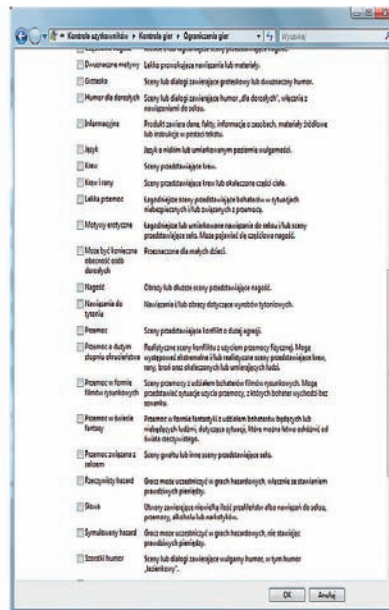 Kontrola użytkowników ▸ Kontrola gier ▸ Ograniczenia gier
Wyszukaj
Dwuznaczne motywy Lekko prowokujące nawiązania lub materiały.
Groteska Sceny lub dialogi zawierające groteskowy lub dwuznaczny humor.
Humor dla dorosłych Sceny lub dialogi zawierające humor „dla dorosłych”, włącznie z
nawiązaniami do seksu.
Informacyjne Produkt zawiera dane, fakty, informacje o zasobach, materiały źródłowe
lub instrukcje w postaci tekstu.
Język Język o niskim lub umiarkowanym poziomie wulgarności.
Krew Sceny przedstawiające krew.
Krew i rany Sceny przedstawiające krew lub okaleczone części ciała.
Lekka przemoc Łagodniejsze sceny przedstawiające bohaterów w sytuacjach
niebezpiecznych i/lub związanych z przemocą.
Motywy erotyczne Łagodniejsze lub umiarkowane nawiązania do seksu i/lub sceny
przedstawiające seks. Może pojawiać się częściowa nagość.
Może być konieczna Przeznaczone dla małych dzieci.
obecność osób
dorosłych
Nagość Obrazy lub dłuższe sceny przedstawiające nagość.
Nawiązania do Nawiązania i/lub obrazy dotyczące wyrobów tytoniowych.
tytoniu
Przemoc Sceny przedstawiające konflikt o dużej agresji.
Przemoc o dużym Realistyczne sceny konfliktu z użyciem przemocy fizycznej. Mogą
stopniu okrucieństwa występować ekstremalne i/lub realistyczne sceny przedstawiające krew,
rany, broń oraz okaleczonych lub umierających ludzi.
Przemoc w formie Sceny przemocy z udziałem bohaterów filmów rysunkowych. Mogą
filmów rysunkowych przedstawiać sytuacje użycia przemocy, z których bohater wychodzi bez
szwanku.
Przemoc w świecie Przemoc w formie fantastyki z udziałem bohaterów będących lub
fantasy niebędących ludźmi, dotycząca sytuacji, które można łatwo odróżnić od
świata rzeczywistego.
Przemoc związana z Sceny gwałtu lub inne sceny przedstawiające seks.
seksem
Rzeczywisty hazard Gracz może uczestniczyć w grach hazardowych, włącznie ze stawianiem
prawdziwych pieniędzy.
Słowa Utwory zawierające niewielką ilość przekleństw albo nawiązań do seksu,
przemocy, alkoholu lub narkotyków.
Symulowany hazard Gracz może uczestniczyć w grach hazardowych, nie stawiając
prawdziwych pieniędzy.
Szorstki humor Sceny lub dialogi zawierające wulgarny humor, w tym humor
„łazienkowy”.
OK Anuluj